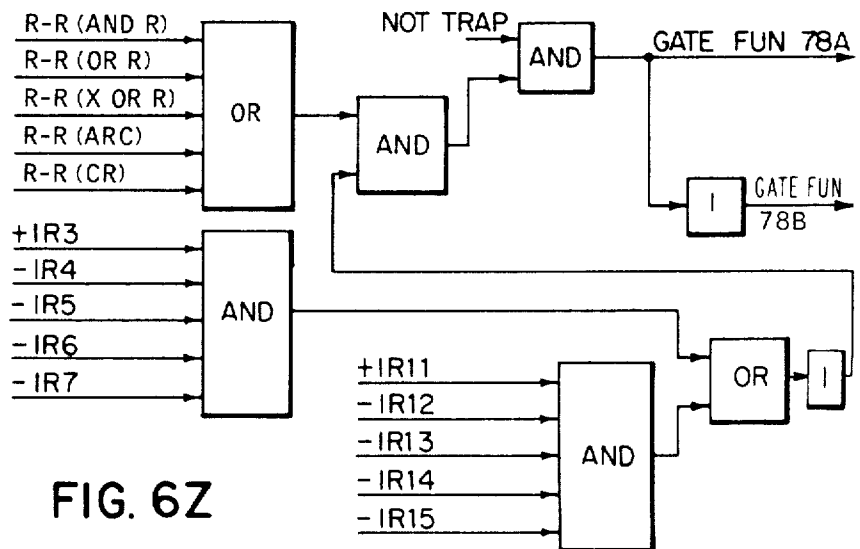 R-R (AND R)
R-R (OR R)
R-R (X OR R)
R-R (ARC)
R-R (CR)
OR
NOT TRAP
AND
AND
GATE FUN 78A
I
GATE FUN
78B
+IR3
-IR4
-IR5
-IR6
-IR7
AND
+IR11
-IR12
-IR13
-IR14
-IR15
AND
OR
I
FIG. 6Z